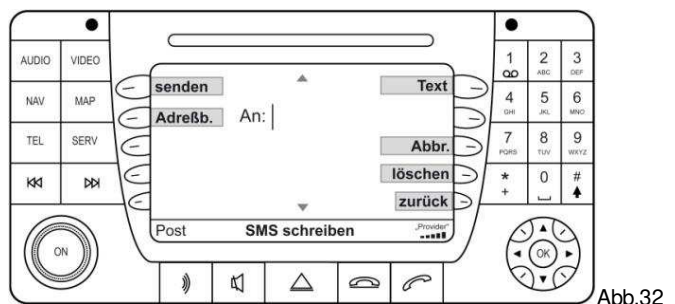 AUDIO VIDEO
NAV MAP
TEL SERV
ON
senden
Text
Adreßb. An:
Abbr.
löschen
zurück
Post SMS schreiben „Provider“
1 2 ABC 3 DEF
4 GHI 5 JKL 6 MNO
7 PQRS 8 TUV 9 WXYZ
* + 0 #
OK
Abb.32